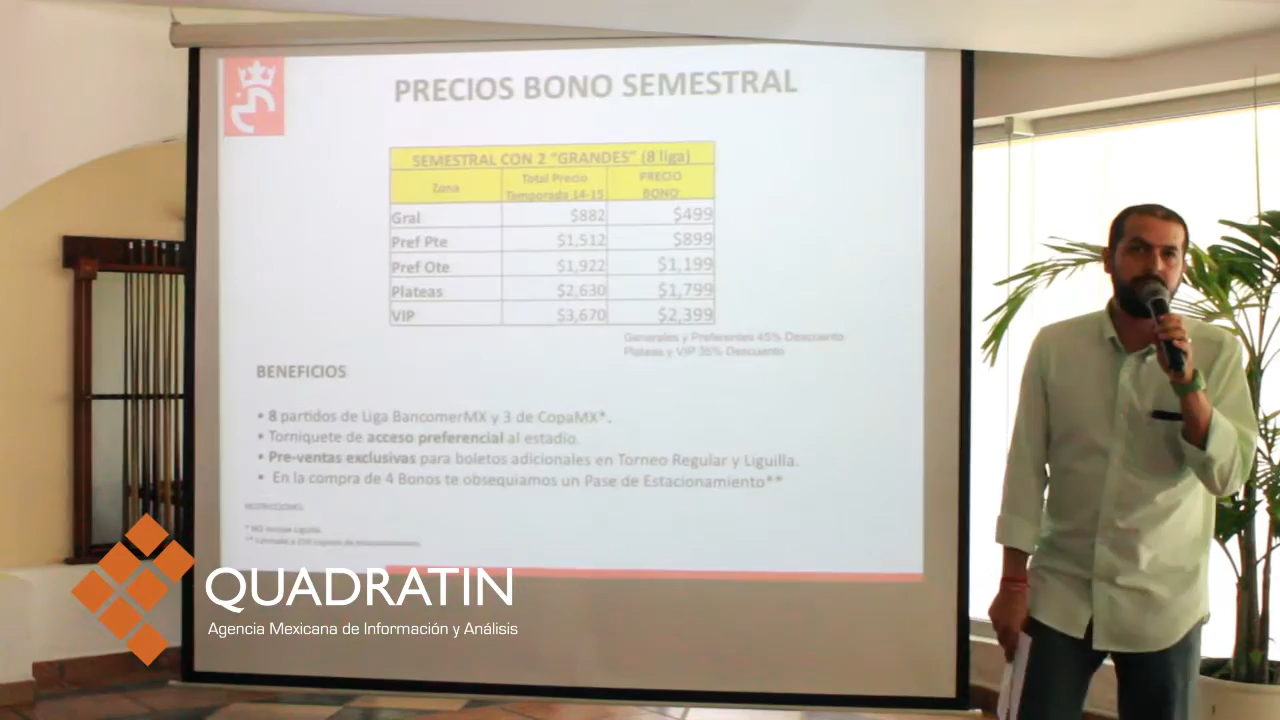 PRECIOS BONO SEMESTRAL
SEMESTRAL CON 2 "GRANDES" (8 liga)
Zona Total Precio Temporada 14-15 PRECIO BONO
Gral $882 $499
Pref Pte $1,512 $899
Pref Ote $1,922 $1,199
Plateas $2,630 $1,799
VIP $3,670 $2,399
Generales y Preferentes 45% Descuento
Plateas y VIP 35% Descuento
BENEFICIOS
• 8 partidos de Liga BancomerMX y 3 de CopaMX*.
• Torniquete de acceso preferencial al estadio.
• Pre-ventas exclusivas para boletos adicionales en Torneo Regular y Liguilla.
• En la compra de 4 Bonos te obsequiamos un Pase de Estacionamiento**
RESTRICCIONES
* NO incluye Liguilla.
QUADRATIN
Agencia Mexicana de Información y Análisis